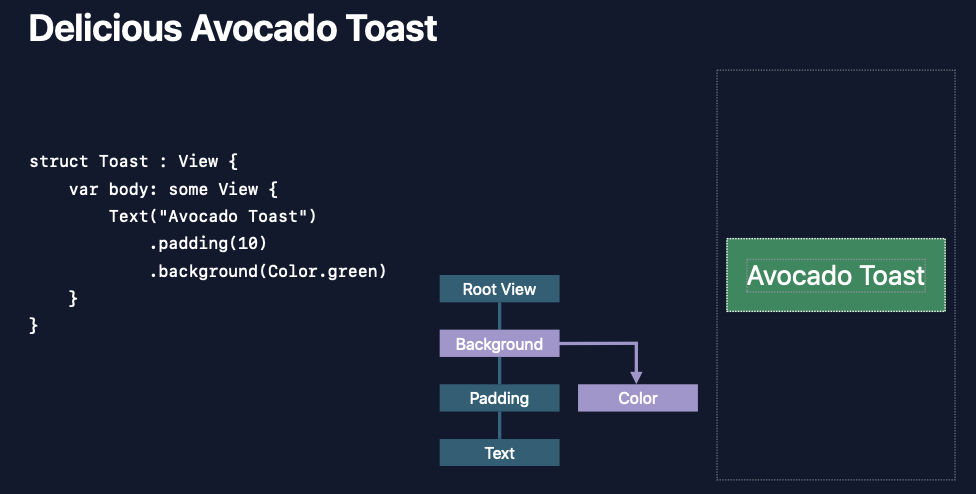 Delicious Avocado Toast
struct Toast : View {
    var body: some View {
        Text("Avocado Toast")
            .padding(10)
            .background(Color.green)
    }
}
Root View
Background
Padding
Color
Text
Avocado Toast